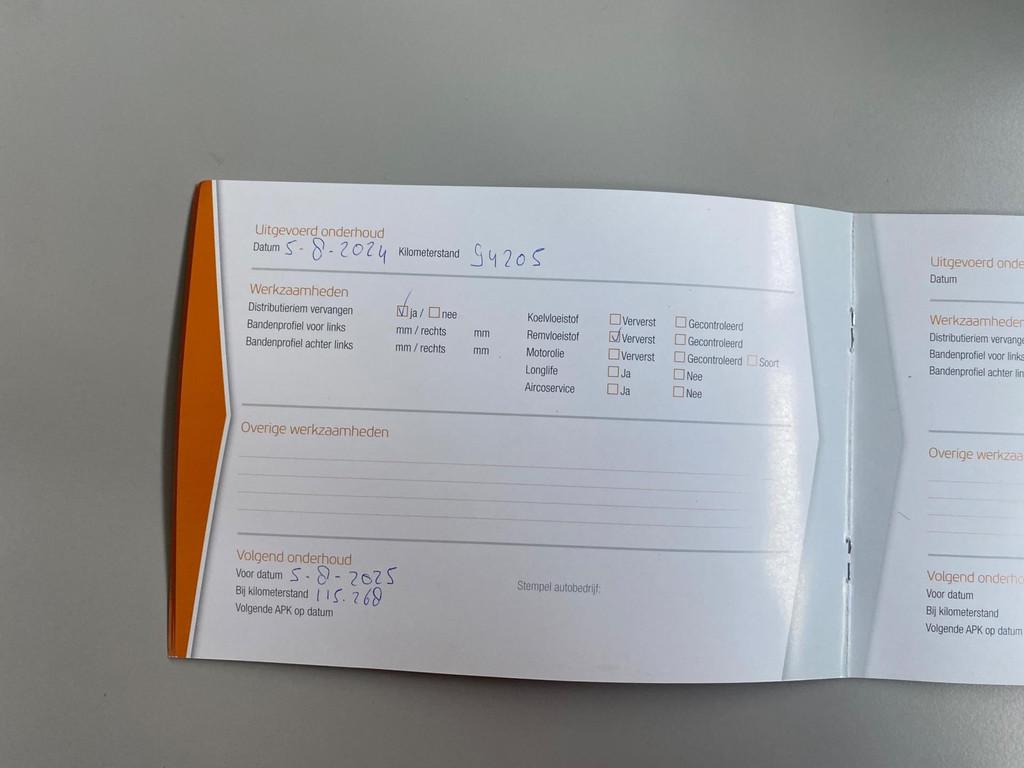 Uitgevoerd onderhoud
Datum 5-8-2024 Kilometerstand 94205
Werkzaamheden
Distributieriem vervangen ☑ ja / ☐ nee
Bandenprofiel voor links mm / rechts mm
Bandenprofiel achter links mm / rechts mm
Koelvloeistof ☐ Ververst ☐ Gecontroleerd
Remvloeistof ☑ Ververst ☐ Gecontroleerd
Motorolie ☐ Ververst ☐ Gecontroleerd ☐ Soort
Longlife ☐ Ja ☐ Nee
Aircoservice ☐ Ja ☐ Nee
Overige werkzaamheden
Volgend onderhoud
Voor datum 5-8-2025
Bij kilometerstand 115.268
Volgende APK op datum
Stempel autobedrijf:
Uitgevoerd onde
Datum
Werkzaamheden
Distributieriem vervange
Bandenprofiel voor links
Bandenprofiel achter lin
Overige werkzaa
Volgend onderho
Voor datum
Bij kilometerstand
Volgende APK op datum